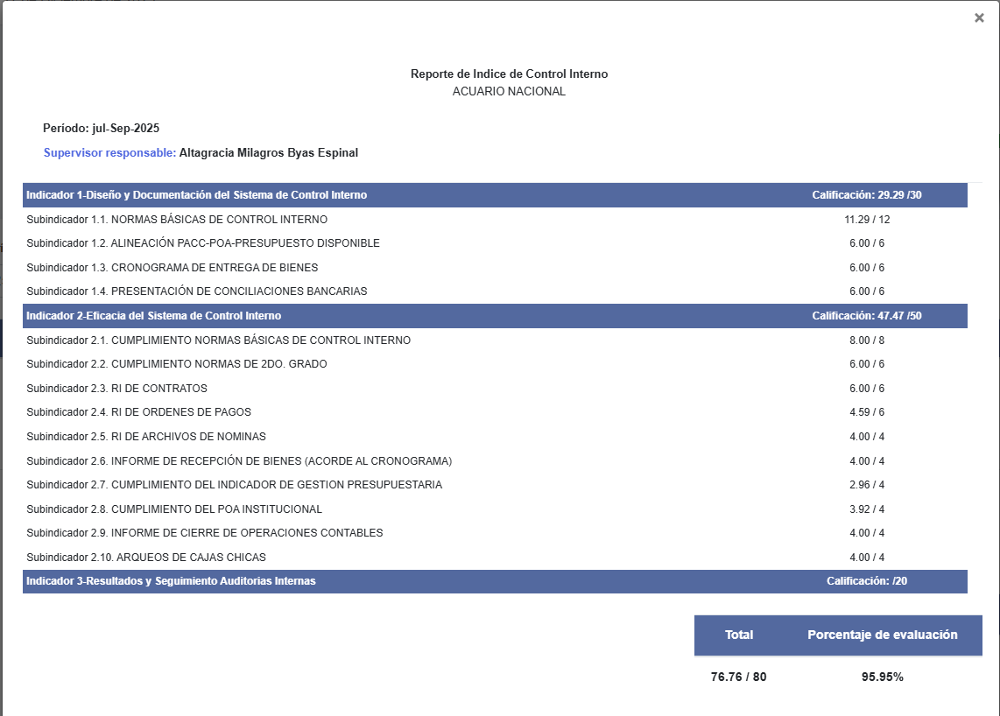 ×
Reporte de Indice de Control Interno
ACUARIO NACIONAL
Período: jul-Sep-2025
Supervisor responsable: Altagracia Milagros Byas Espinal
Indicador 1-Diseño y Documentación del Sistema de Control Interno Calificación: 29.29 /30
Subindicador 1.1. NORMAS BÁSICAS DE CONTROL INTERNO 11.29 / 12
Subindicador 1.2. ALINEACIÓN PACC-POA-PRESUPUESTO DISPONIBLE 6.00 / 6
Subindicador 1.3. CRONOGRAMA DE ENTREGA DE BIENES 6.00 / 6
Subindicador 1.4. PRESENTACIÓN DE CONCILIACIONES BANCARIAS 6.00 / 6
Indicador 2-Eficacia del Sistema de Control Interno Calificación: 47.47 /50
Subindicador 2.1. CUMPLIMIENTO NORMAS BÁSICAS DE CONTROL INTERNO 8.00 / 8
Subindicador 2.2. CUMPLIMIENTO NORMAS DE 2DO. GRADO 6.00 / 6
Subindicador 2.3. RI DE CONTRATOS 6.00 / 6
Subindicador 2.4. RI DE ORDENES DE PAGOS 4.59 / 6
Subindicador 2.5. RI DE ARCHIVOS DE NOMINAS 4.00 / 4
Subindicador 2.6. INFORME DE RECEPCIÓN DE BIENES (ACORDE AL CRONOGRAMA) 4.00 / 4
Subindicador 2.7. CUMPLIMIENTO DEL INDICADOR DE GESTION PRESUPUESTARIA 2.96 / 4
Subindicador 2.8. CUMPLIMIENTO DEL POA INSTITUCIONAL 3.92 / 4
Subindicador 2.9. INFORME DE CIERRE DE OPERACIONES CONTABLES 4.00 / 4
Subindicador 2.10. ARQUEOS DE CAJAS CHICAS 4.00 / 4
Indicador 3-Resultados y Seguimiento Auditorias Internas Calificación: /20
Total Porcentaje de evaluación
76.76 / 80 95.95%